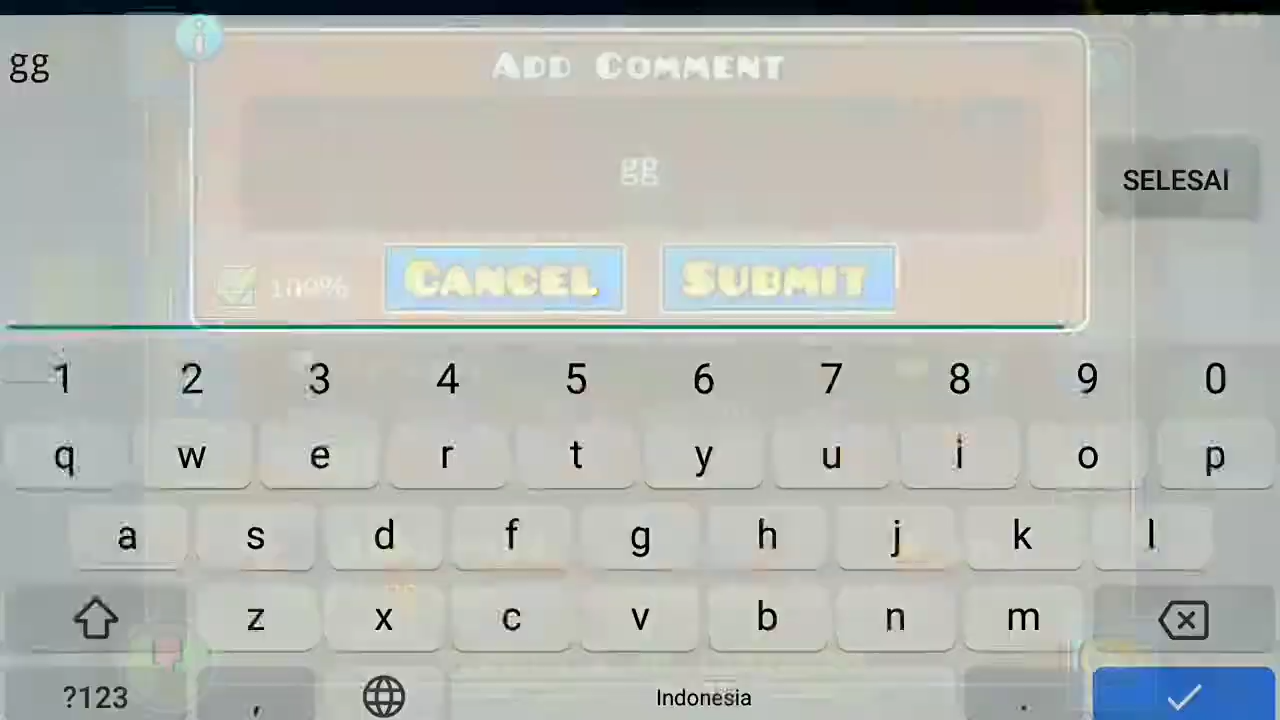 gg
Add Comment
gg
SELESAI
100%
Cancel
Submit
1 2 3 4 5 6 7 8 9 0
q w e r t y u i o p
a s d f g h j k l
z x c v b n m
?123 , Indonesia .